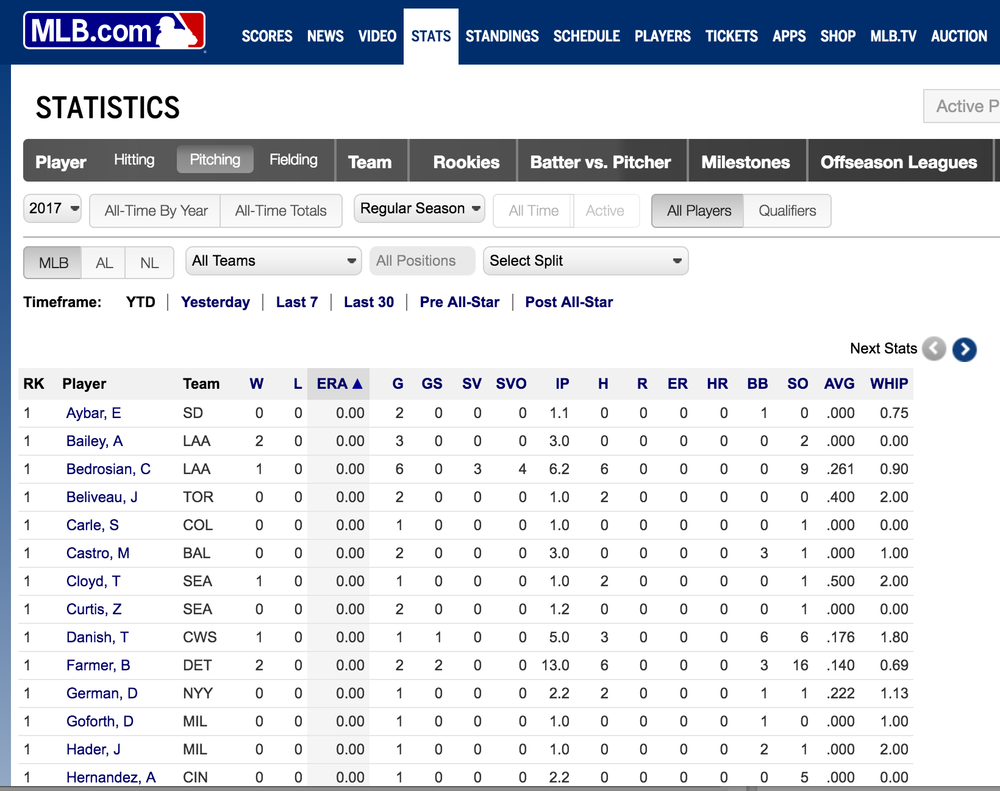 MLB.com SCORES NEWS VIDEO STATS STANDINGS SCHEDULE PLAYERS TICKETS APPS SHOP MLB.TV AUCTION
STATISTICS
Active P
Player Hitting Pitching Fielding Team Rookies Batter vs. Pitcher Milestones Offseason Leagues
2017 All-Time By Year All-Time Totals Regular Season All Time Active All Players Qualifiers
MLB AL NL All Teams All Positions Select Split
Timeframe: YTD Yesterday Last 7 Last 30 Pre All-Star Post All-Star
Next Stats
RK Player Team W L ERA ▲ G GS SV SVO IP H R ER HR BB SO AVG WHIP
1 Aybar, E SD 0 0 0.00 2 0 0 0 1.1 0 0 0 0 1 0 .000 0.75
1 Bailey, A LAA 2 0 0.00 3 0 0 0 3.0 0 0 0 0 0 2 .000 0.00
1 Bedrosian, C LAA 1 0 0.00 6 0 3 4 6.2 6 0 0 0 0 9 .261 0.90
1 Beliveau, J TOR 0 0 0.00 2 0 0 0 1.0 2 0 0 0 0 0 .400 2.00
1 Carle, S COL 0 0 0.00 1 0 0 0 1.0 0 0 0 0 0 1 .000 0.00
1 Castro, M BAL 0 0 0.00 2 0 0 0 3.0 0 0 0 0 3 1 .000 1.00
1 Cloyd, T SEA 1 0 0.00 1 0 0 0 1.0 2 0 0 0 0 1 .500 2.00
1 Curtis, Z SEA 0 0 0.00 2 0 0 0 1.2 0 0 0 0 0 1 .000 0.00
1 Danish, T CWS 1 0 0.00 1 1 0 0 5.0 3 0 0 0 6 6 .176 1.80
1 Farmer, B DET 2 0 0.00 2 2 0 0 13.0 6 0 0 0 3 16 .140 0.69
1 German, D NYY 0 0 0.00 1 0 0 0 2.2 2 0 0 0 1 1 .222 1.13
1 Goforth, D MIL 0 0 0.00 1 0 0 0 1.0 0 0 0 0 1 0 .000 1.00
1 Hader, J MIL 0 0 0.00 1 0 0 0 1.0 0 0 0 0 2 1 .000 2.00
1 Hernandez, A CIN 0 0 0.00 1 0 0 0 2.2 0 0 0 0 0 5 .000 0.00